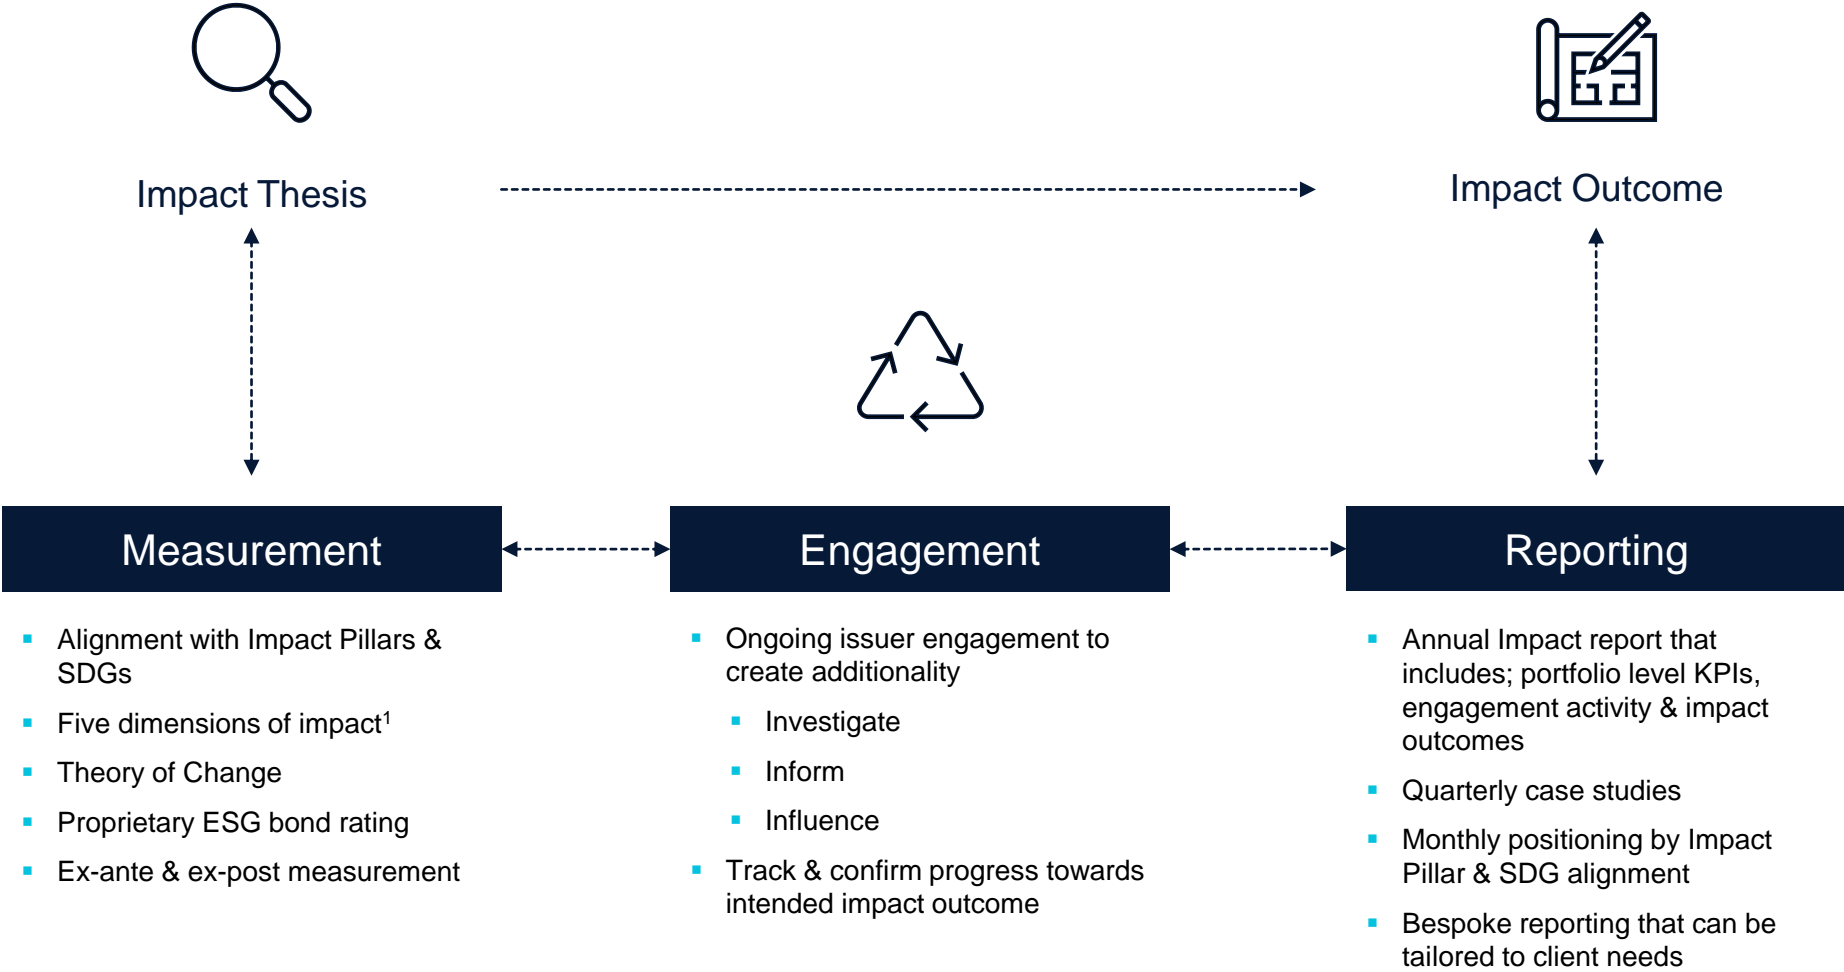 Impact Thesis
Impact Outcome
Measurement
Engagement
Reporting
▪ Alignment with Impact Pillars &
SDGs
▪ Five dimensions of impact¹
▪ Theory of Change
▪ Proprietary ESG bond rating
▪ Ex-ante & ex-post measurement
▪ Ongoing issuer engagement to
create additionality
▪ Investigate
▪ Inform
▪ Influence
▪ Track & confirm progress towards
intended impact outcome
▪ Annual Impact report that
includes; portfolio level KPIs,
engagement activity & impact
outcomes
▪ Quarterly case studies
▪ Monthly positioning by Impact
Pillar & SDG alignment
▪ Bespoke reporting that can be
tailored to client needs